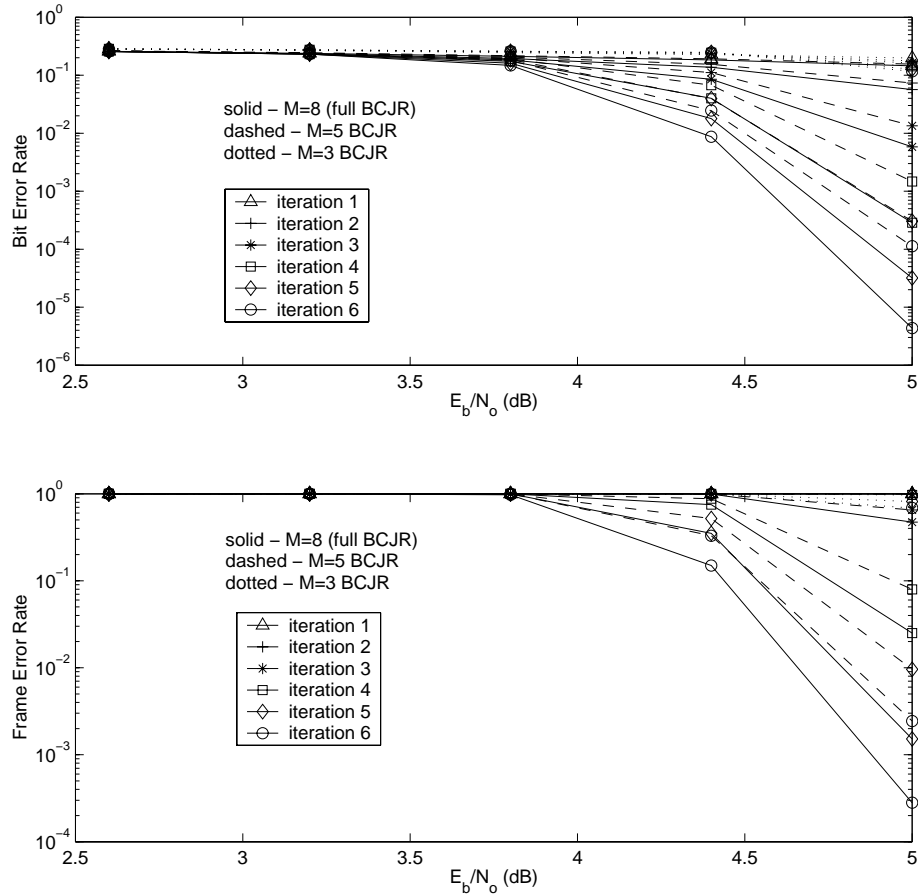 10^0
10^-1
10^-2
10^-3
10^-4
10^-5
10^-6
Bit Error Rate
solid − M=8 (full BCJR)
dashed − M=5 BCJR
dotted − M=3 BCJR
iteration 1
iteration 2
iteration 3
iteration 4
iteration 5
iteration 6
2.5 3 3.5 4 4.5 5
E_b/N_o (dB)
10^0
10^-1
10^-2
10^-3
10^-4
Frame Error Rate
solid − M=8 (full BCJR)
dashed − M=5 BCJR
dotted − M=3 BCJR
iteration 1
iteration 2
iteration 3
iteration 4
iteration 5
iteration 6
2.5 3 3.5 4 4.5 5
E_b/N_o (dB)